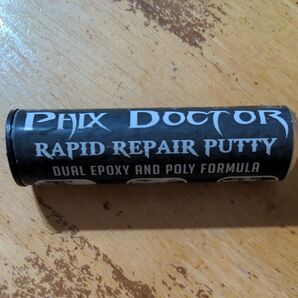 PHIX DOCTOR
RAPID REPAIR PUTTY
DUAL EPOXY AND POLY FORMULA